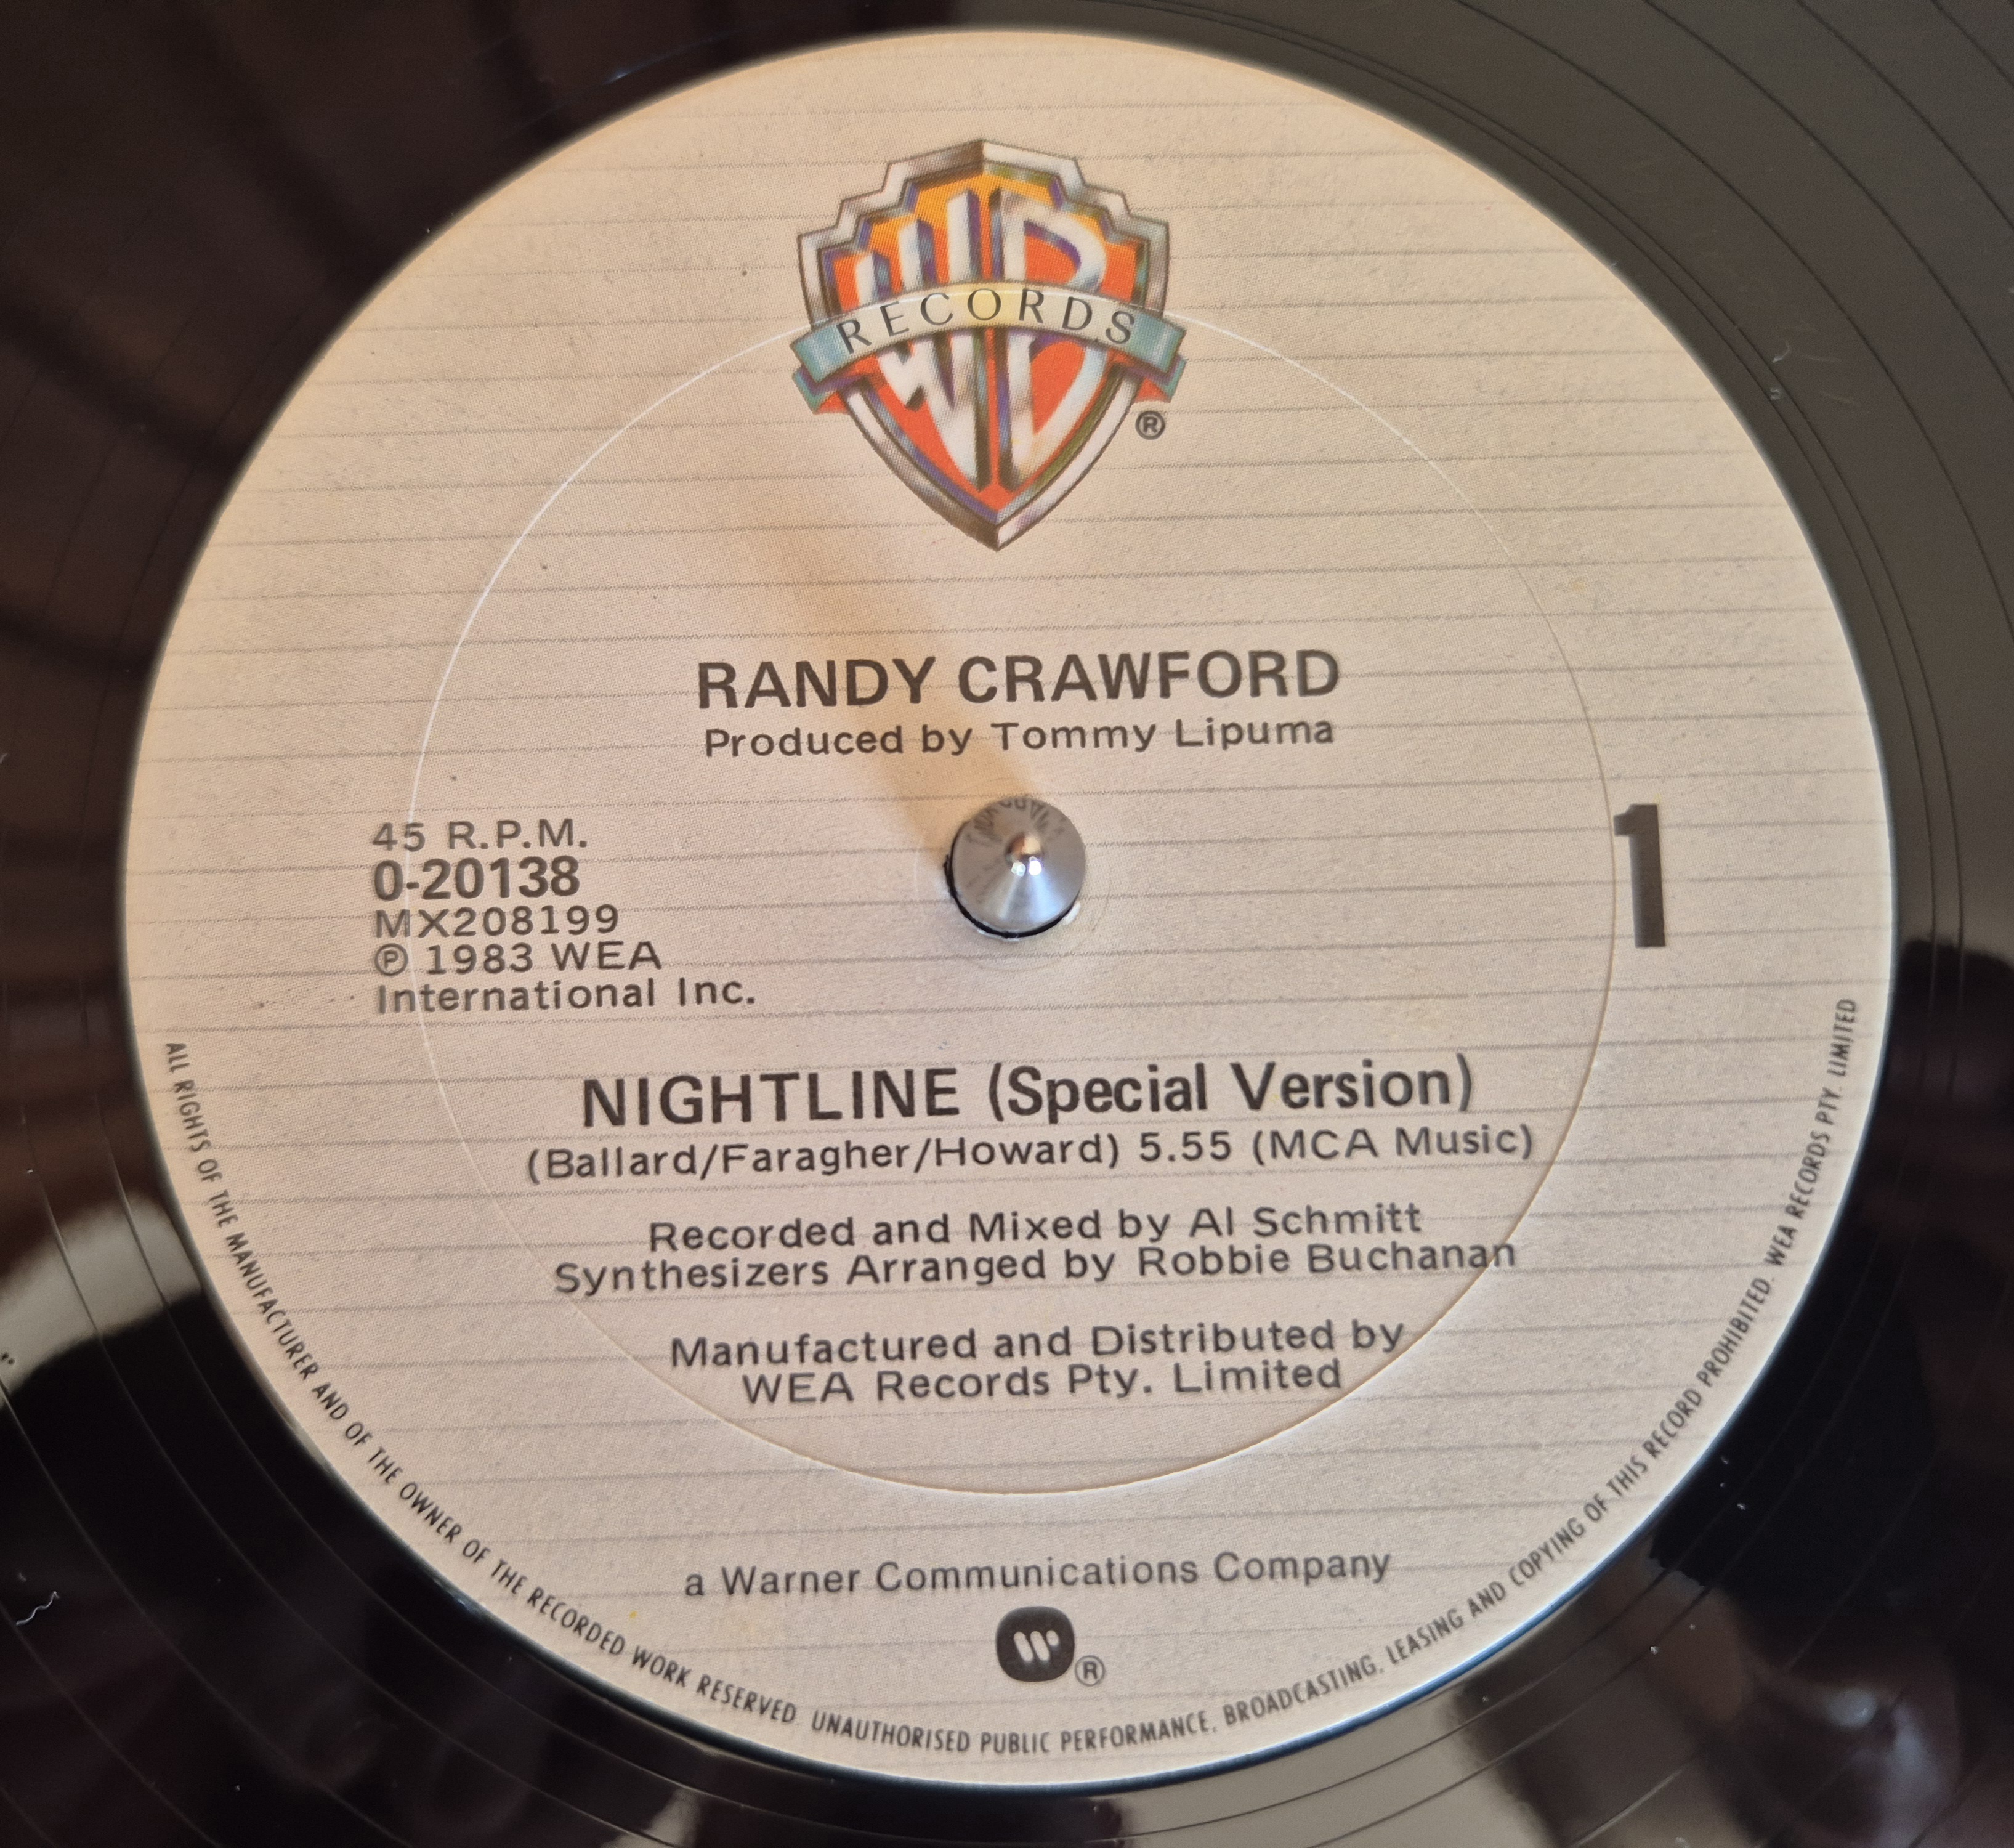 WB
RECORDS
®
RANDY CRAWFORD
Produced by Tommy Lipuma
45 R.P.M.
0-20138
MX208199
℗ 1983 WEA
International Inc.
1
NIGHTLINE (Special Version)
(Ballard/Faragher/Howard) 5.55 (MCA Music)
Recorded and Mixed by Al Schmitt
Synthesizers Arranged by Robbie Buchanan
Manufactured and Distributed by
WEA Records Pty. Limited
a Warner Communications Company
W ®
ALL RIGHTS OF THE MANUFACTURER AND OF THE OWNER OF THE RECORDED WORK RESERVED. UNAUTHORISED PUBLIC PERFORMANCE, BROADCASTING, LEASING AND COPYING OF THIS RECORD PROHIBITED. WEA RECORDS PTY. LIMITED